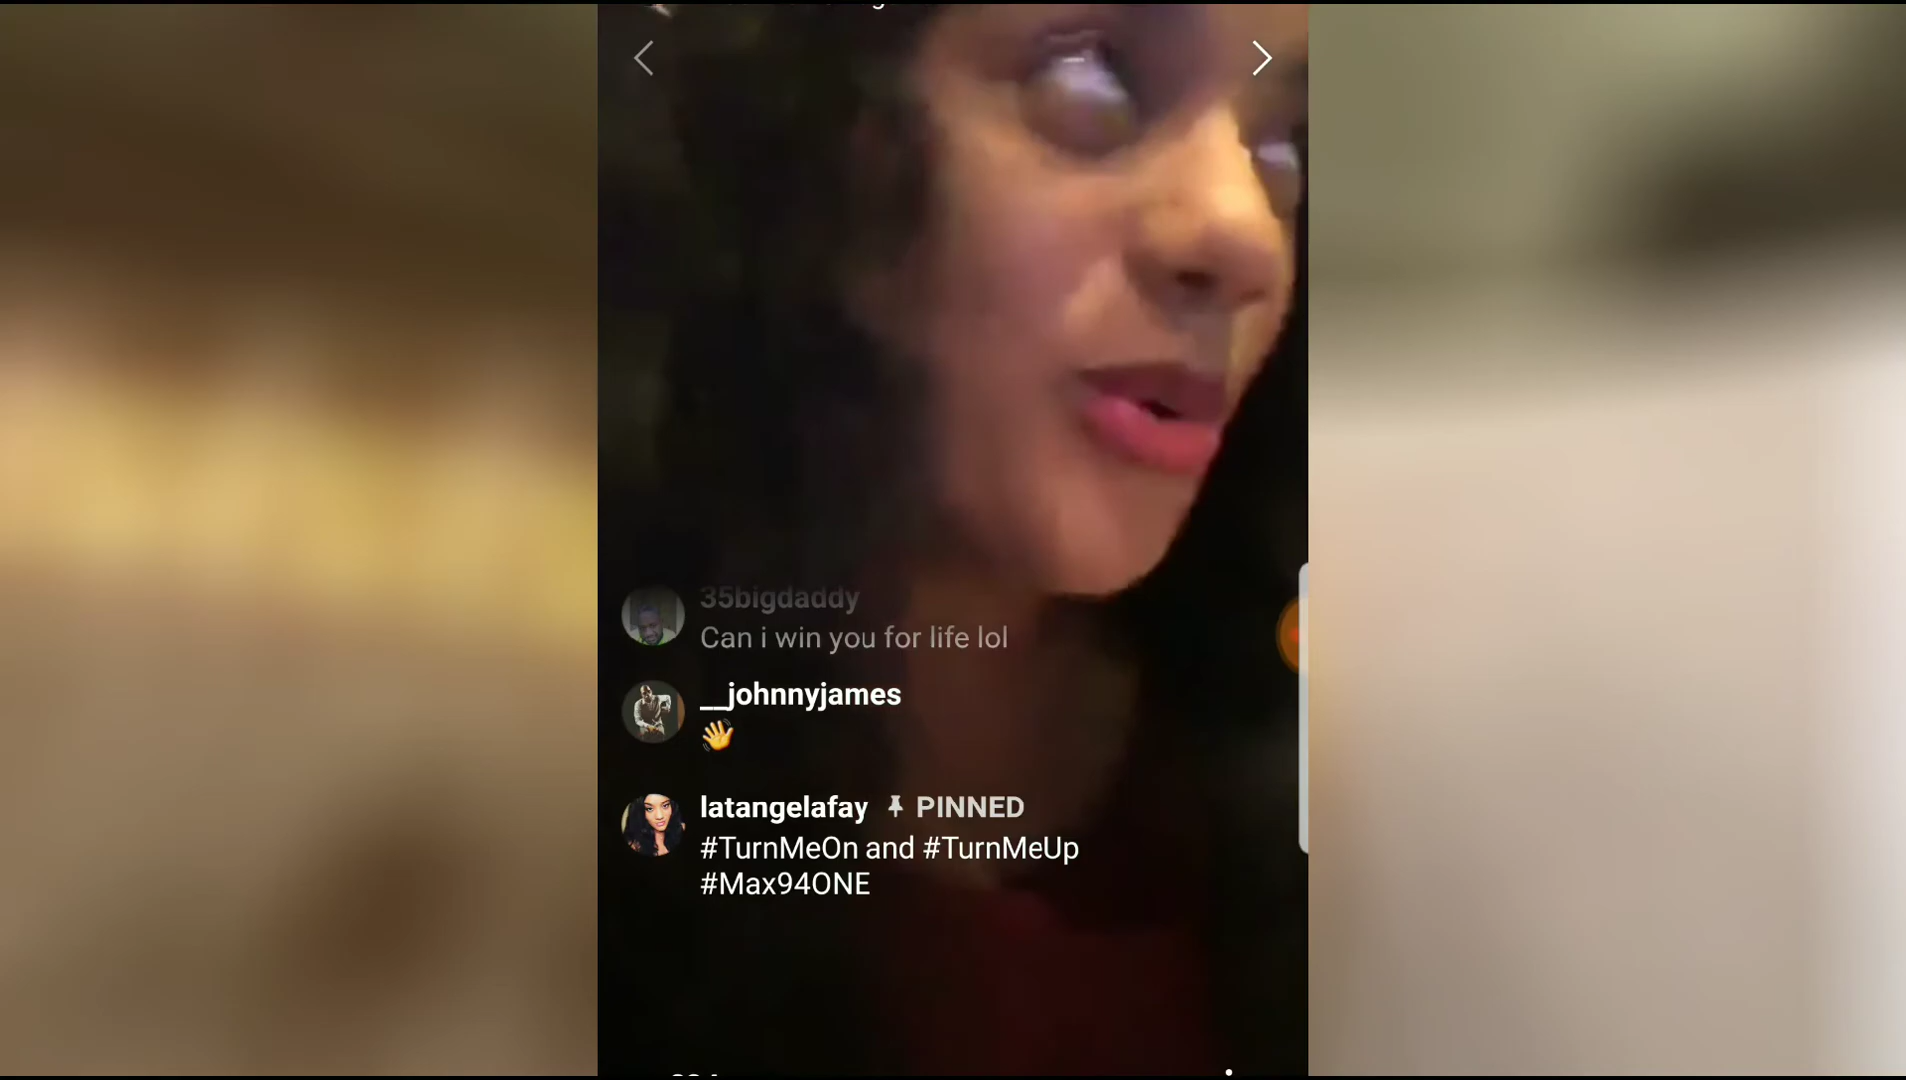 35bigdaddy
Can i win you for life lol
__johnnyjames
👋
latangelafay PINNED
#TurnMeOn and #TurnMeUp
#Max94ONE